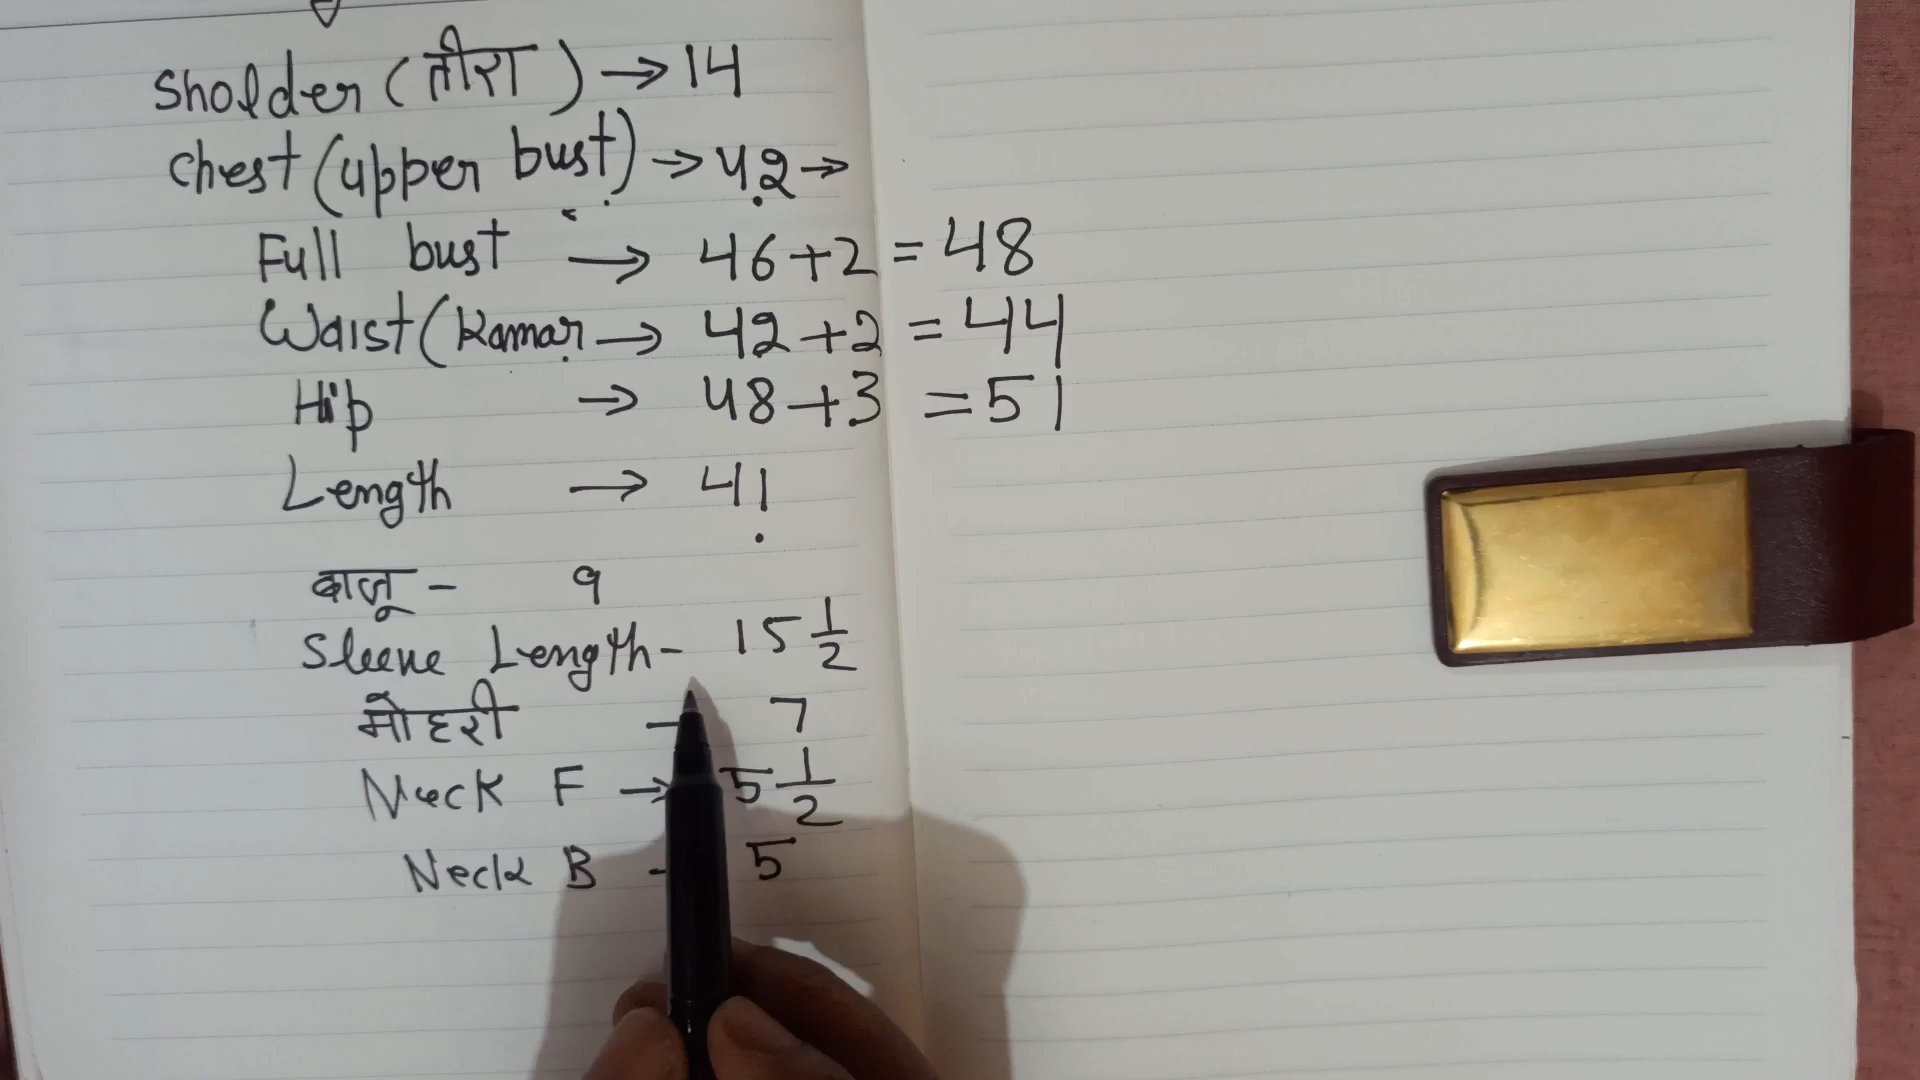 Sholder (तीरा) → 14
Chest (upper bust) → 42 →
Full bust → 46+2 = 48
Waist (Kamar → 42+2 = 44
Hip → 48+3 = 51
Length → 41
बाजू - 9
Sleeve Length - 15 1/2
मोहरी - 7
Neck F → 5 1/2
Neck B - 5